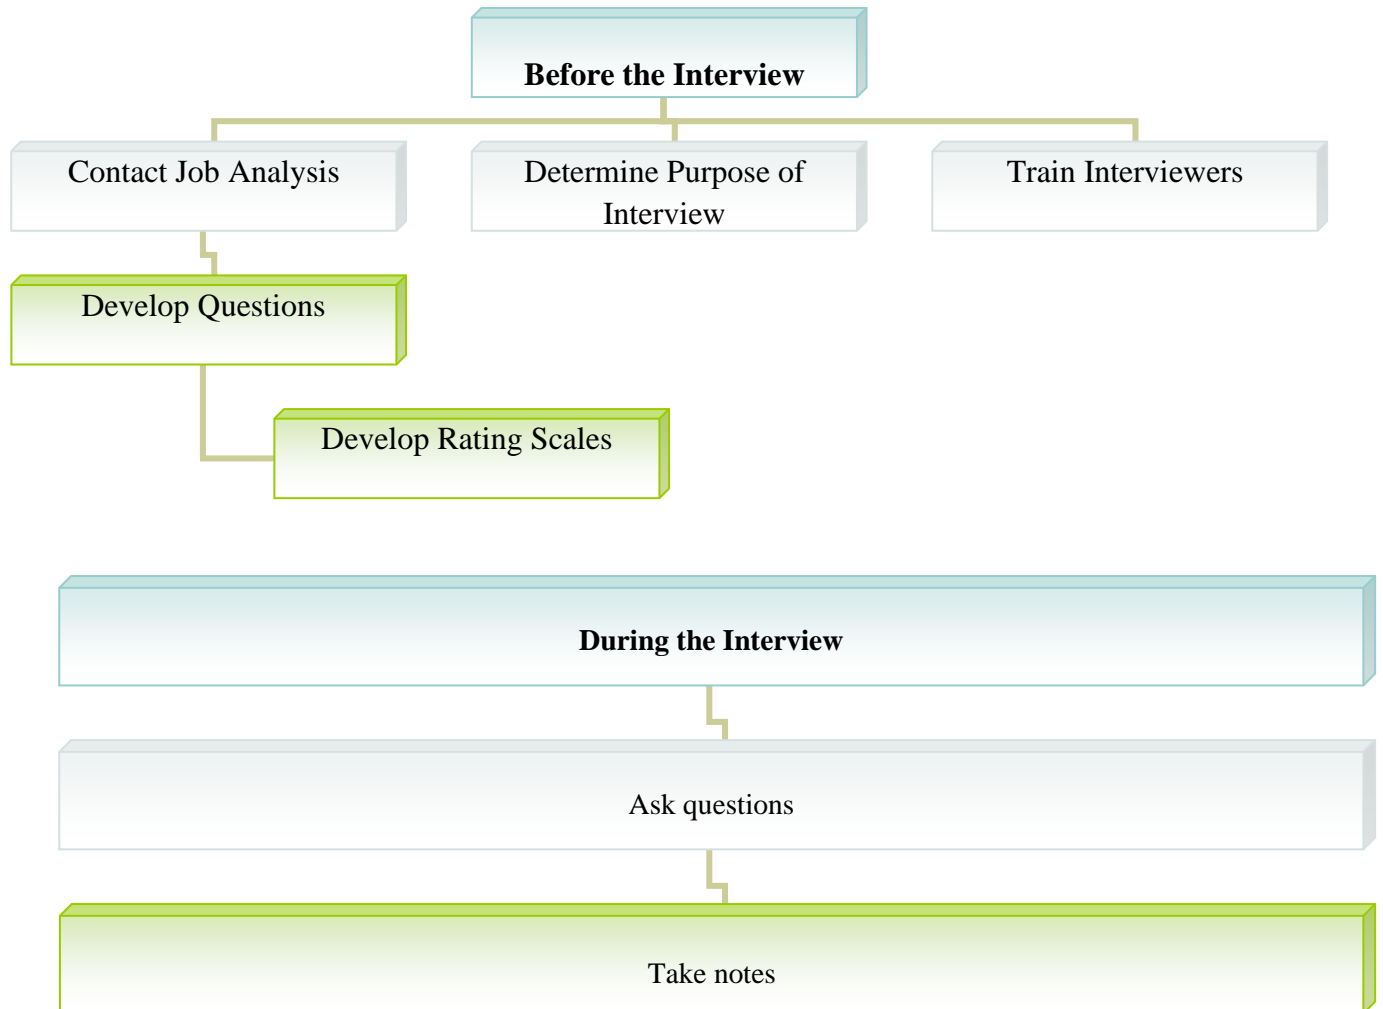 Before the Interview
Contact Job Analysis
Determine Purpose of
Interview
Train Interviewers
Develop Questions
Develop Rating Scales
During the Interview
Ask questions
Take notes